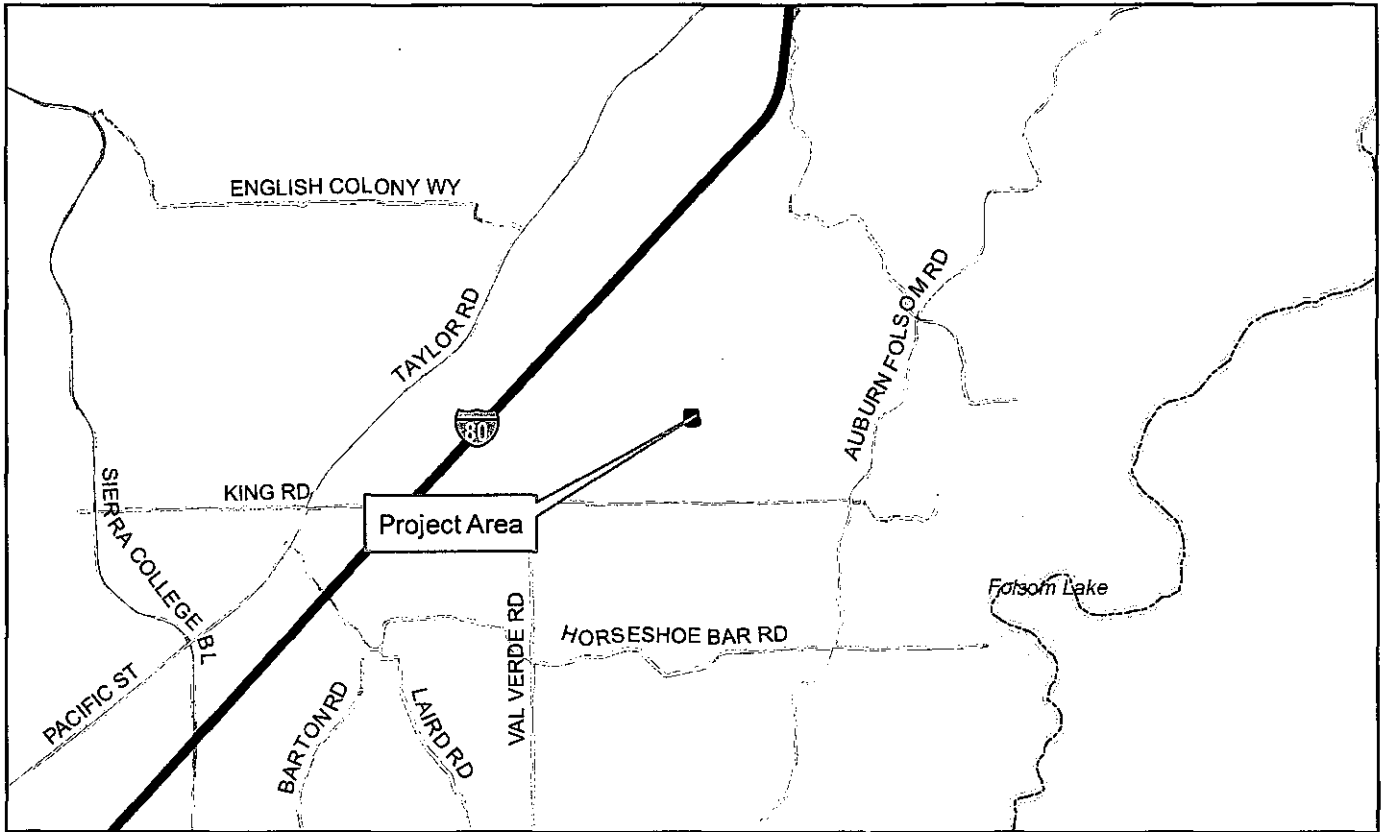 ENGLISH COLONY WY
TAYLOR RD
AUBURN FOLSOM RD
80
KING RD
Project Area
SIERRA COLLEGE BL
Folsom Lake
VAL VERDE RD
HORSESHOE BAR RD
PACIFIC ST
BARTON RD
LAIRD RD